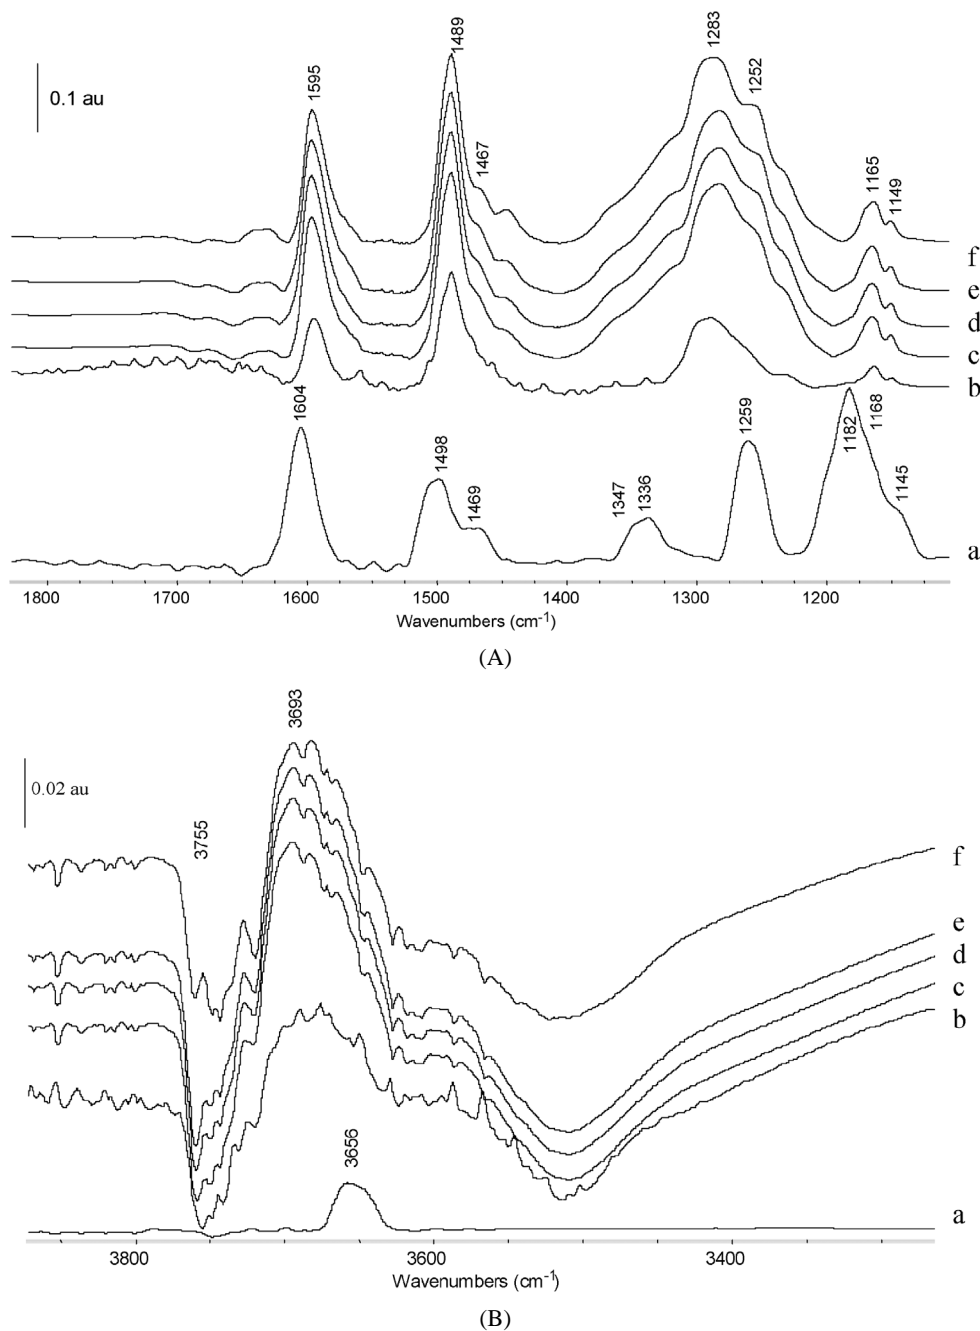 1489
1283
1252
1595
0.1 au
1467
1165
1149
f
e
d
c
b
1604
1498
1469
1347
1336
1259
1182
1168
1145
a
1800 1700 1600 1500 1400 1300 1200
Wavenumbers (cm-1)
(A)
3693
0.02 au
3755
f
e
d
c
b
3656
a
3800 3600 3400
Wavenumbers (cm-1)
(B)